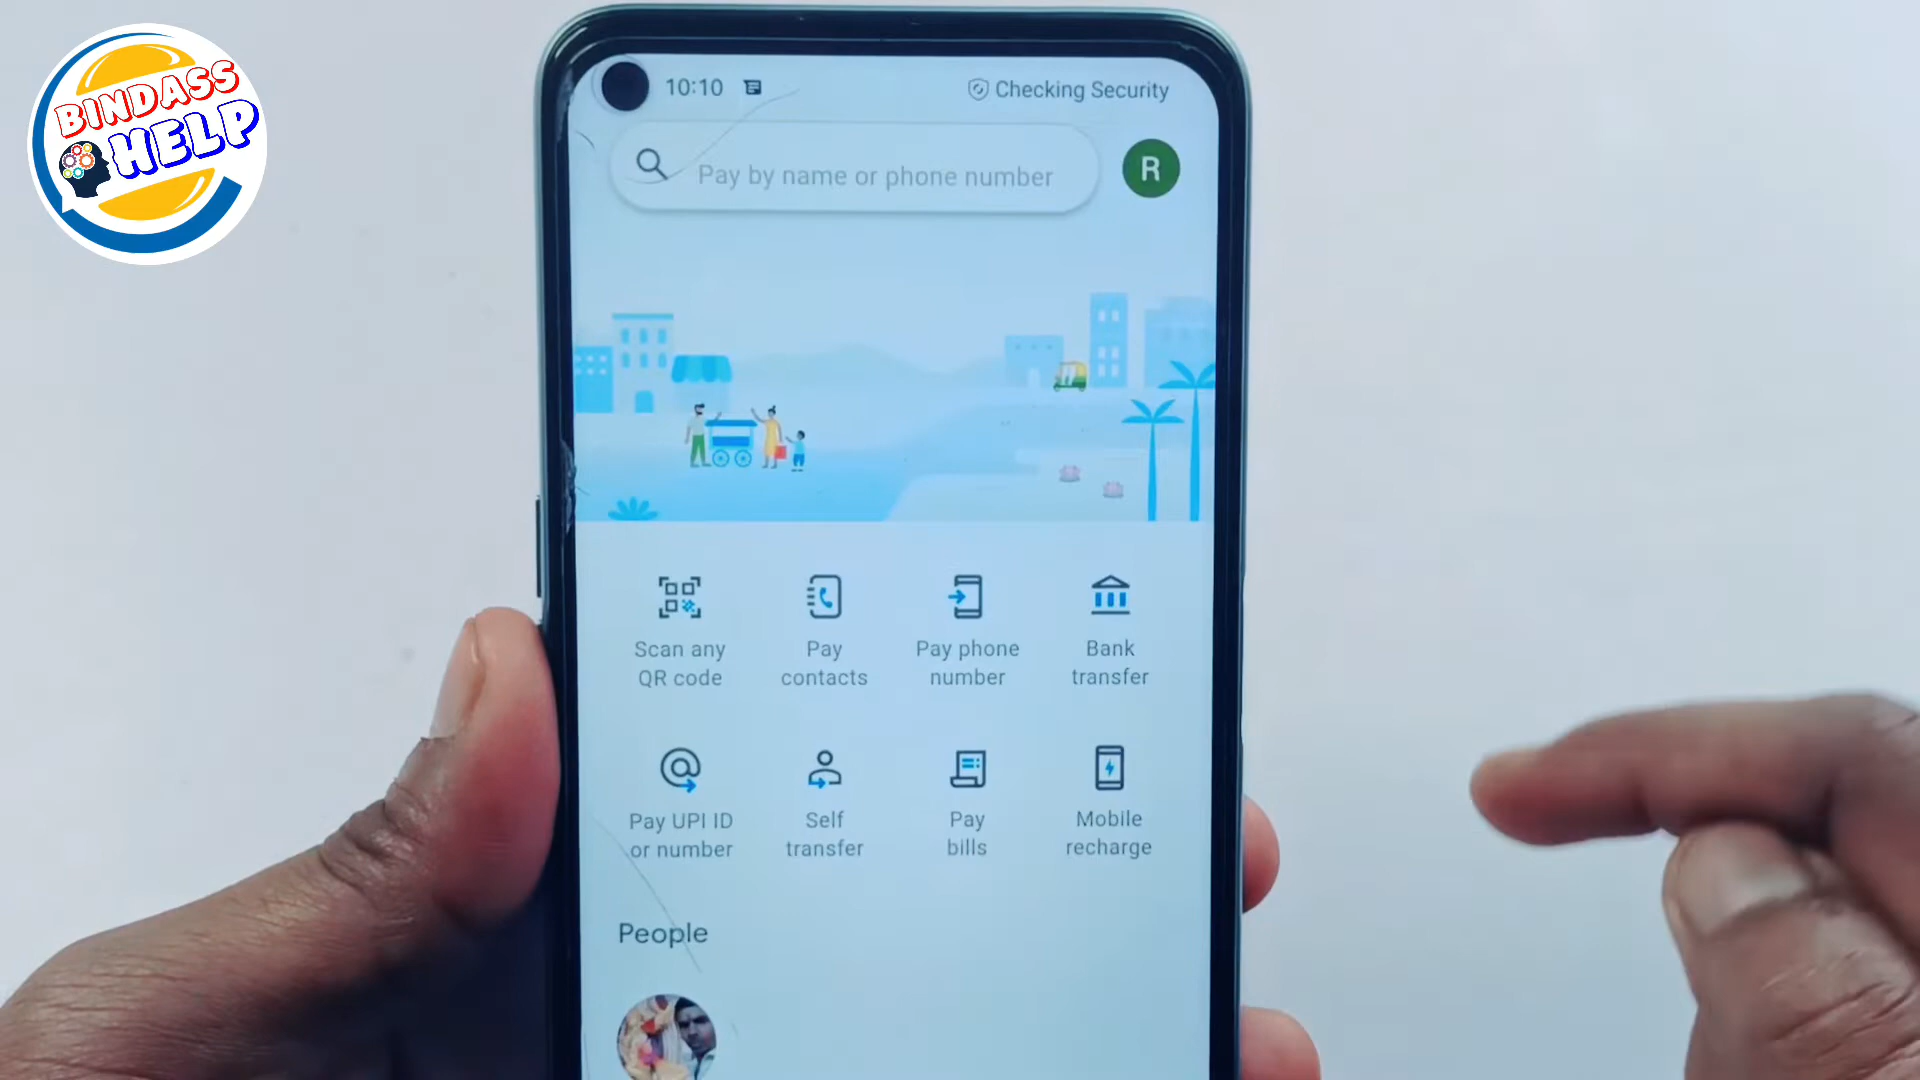 BINDASS
HELP
10:10
Checking Security
Pay by name or phone number
R
Scan any
QR code
Pay
contacts
Pay phone
number
Bank
transfer
Pay UPI ID
or number
Self
transfer
Pay
bills
Mobile
recharge
People